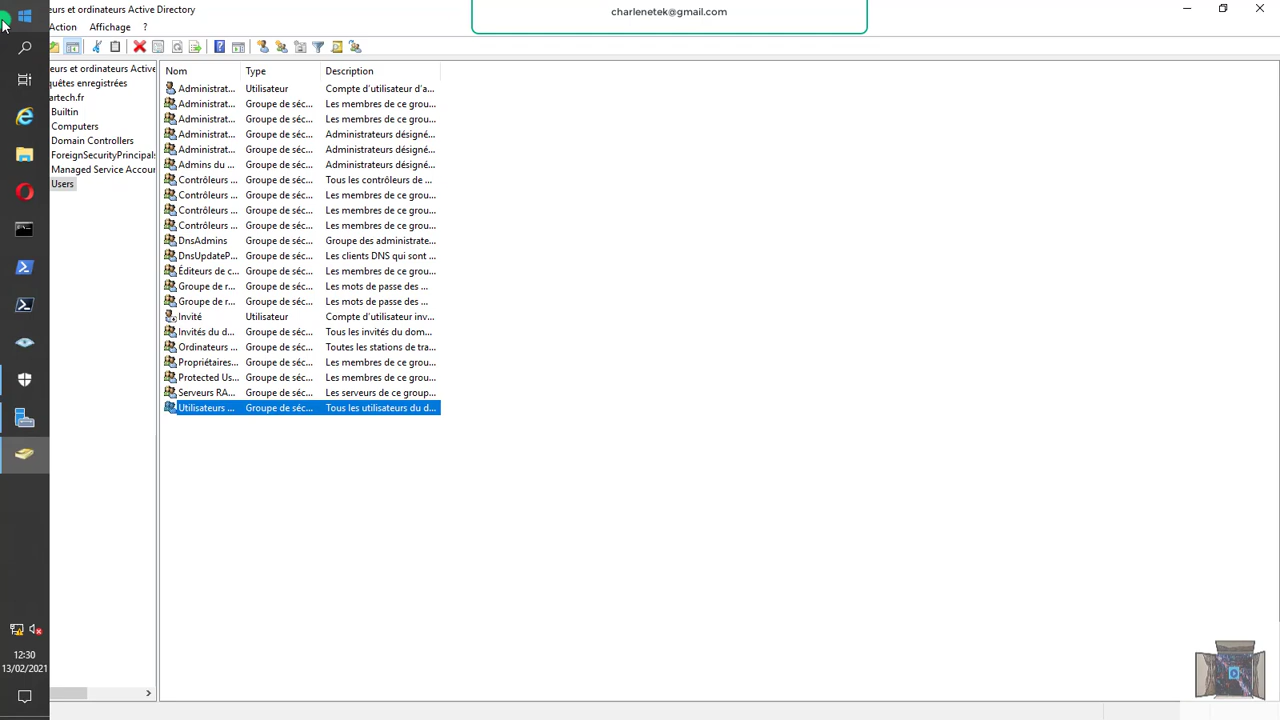 eurs et ordinateurs Active Directory
charlenetek@gmail.com
Action Affichage ?
eurs et ordinateurs Active
quêtes enregistrées
artech.fr
Builtin
Computers
Domain Controllers
ForeignSecurityPrincipals
Managed Service Accour
Users
Nom Type Description
Administrat... Utilisateur Compte d'utilisateur d'a...
Administrat... Groupe de séc... Les membres de ce grou...
Administrat... Groupe de séc... Les membres de ce grou...
Administrat... Groupe de séc... Administrateurs désigné...
Administrat... Groupe de séc... Administrateurs désigné...
Admins du ... Groupe de séc... Administrateurs désigné...
Contrôleurs ... Groupe de séc... Tous les contrôleurs de ...
Contrôleurs ... Groupe de séc... Les membres de ce grou...
Contrôleurs ... Groupe de séc... Les membres de ce grou...
Contrôleurs ... Groupe de séc... Les membres de ce grou...
DnsAdmins Groupe de séc... Groupe des administrate...
DnsUpdateP... Groupe de séc... Les clients DNS qui sont ...
Éditeurs de c... Groupe de séc... Les membres de ce grou...
Groupe de r... Groupe de séc... Les mots de passe des ...
Groupe de r... Groupe de séc... Les mots de passe des ...
Invité Utilisateur Compte d'utilisateur inv...
Invités du d... Groupe de séc... Tous les invités du dom...
Ordinateurs ... Groupe de séc... Toutes les stations de tra...
Propriétaires... Groupe de séc... Les membres de ce grou...
Protected Us... Groupe de séc... Les membres de ce grou...
Serveurs RA... Groupe de séc... Les serveurs de ce group...
Utilisateurs ... Groupe de séc... Tous les utilisateurs du d...
12:30
13/02/2021